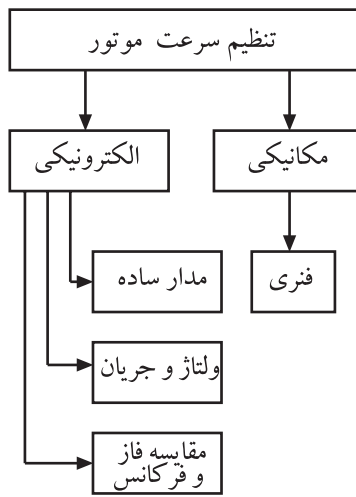 تنظیم سرعت موتور
مکانیکی
الکترونیکی
فنری
مدار ساده
ولتاژ و جریان
مقایسه فاز
و فرکانس